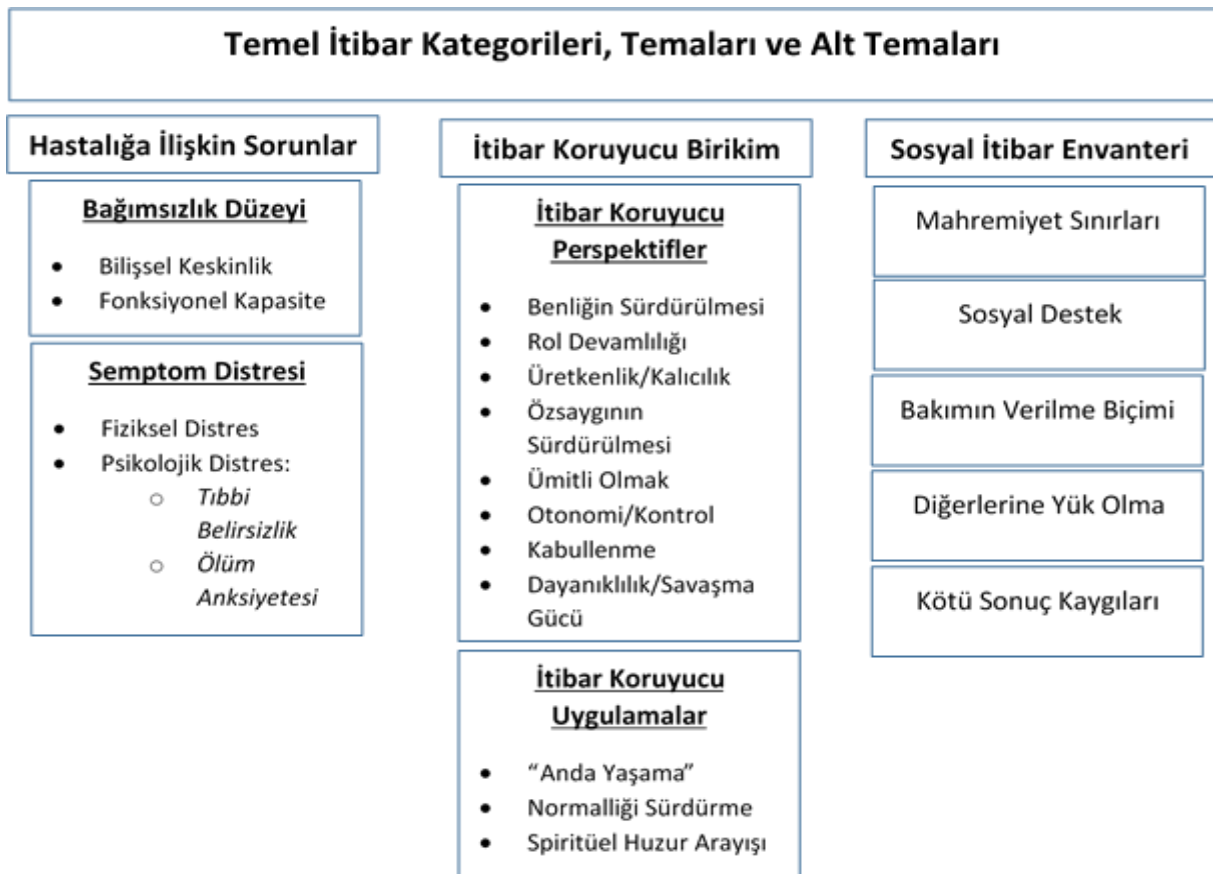 Temel İtibar Kategorileri, Temaları ve Alt Temaları
Hastalığa İlişkin Sorunlar
Bağımsızlık Düzeyi
• Bilişsel Keskinlik
• Fonksiyonel Kapasite
Semptom Distresi
• Fiziksel Distres
• Psikolojik Distres:
o Tıbbi
Belirsizlik
o Ölüm
Anksiyetesi
İtibar Koruyucu Birikim
İtibar Koruyucu
Perspektifler
• Benliğin Sürdürülmesi
• Rol Devamlılığı
• Üretkenlik/Kalıcılık
• Özsaygının
Sürdürülmesi
• Ümitli Olmak
• Otonomi/Kontrol
• Kabullenme
• Dayanıklılık/Savaşma
Gücü
İtibar Koruyucu
Uygulamalar
• “Anda Yaşama”
• Normalliği Sürdürme
• Spiritüel Huzur Arayışı
Sosyal İtibar Envanteri
Mahremiyet Sınırları
Sosyal Destek
Bakımın Verilme Biçimi
Diğerlerine Yük Olma
Kötü Sonuç Kaygıları